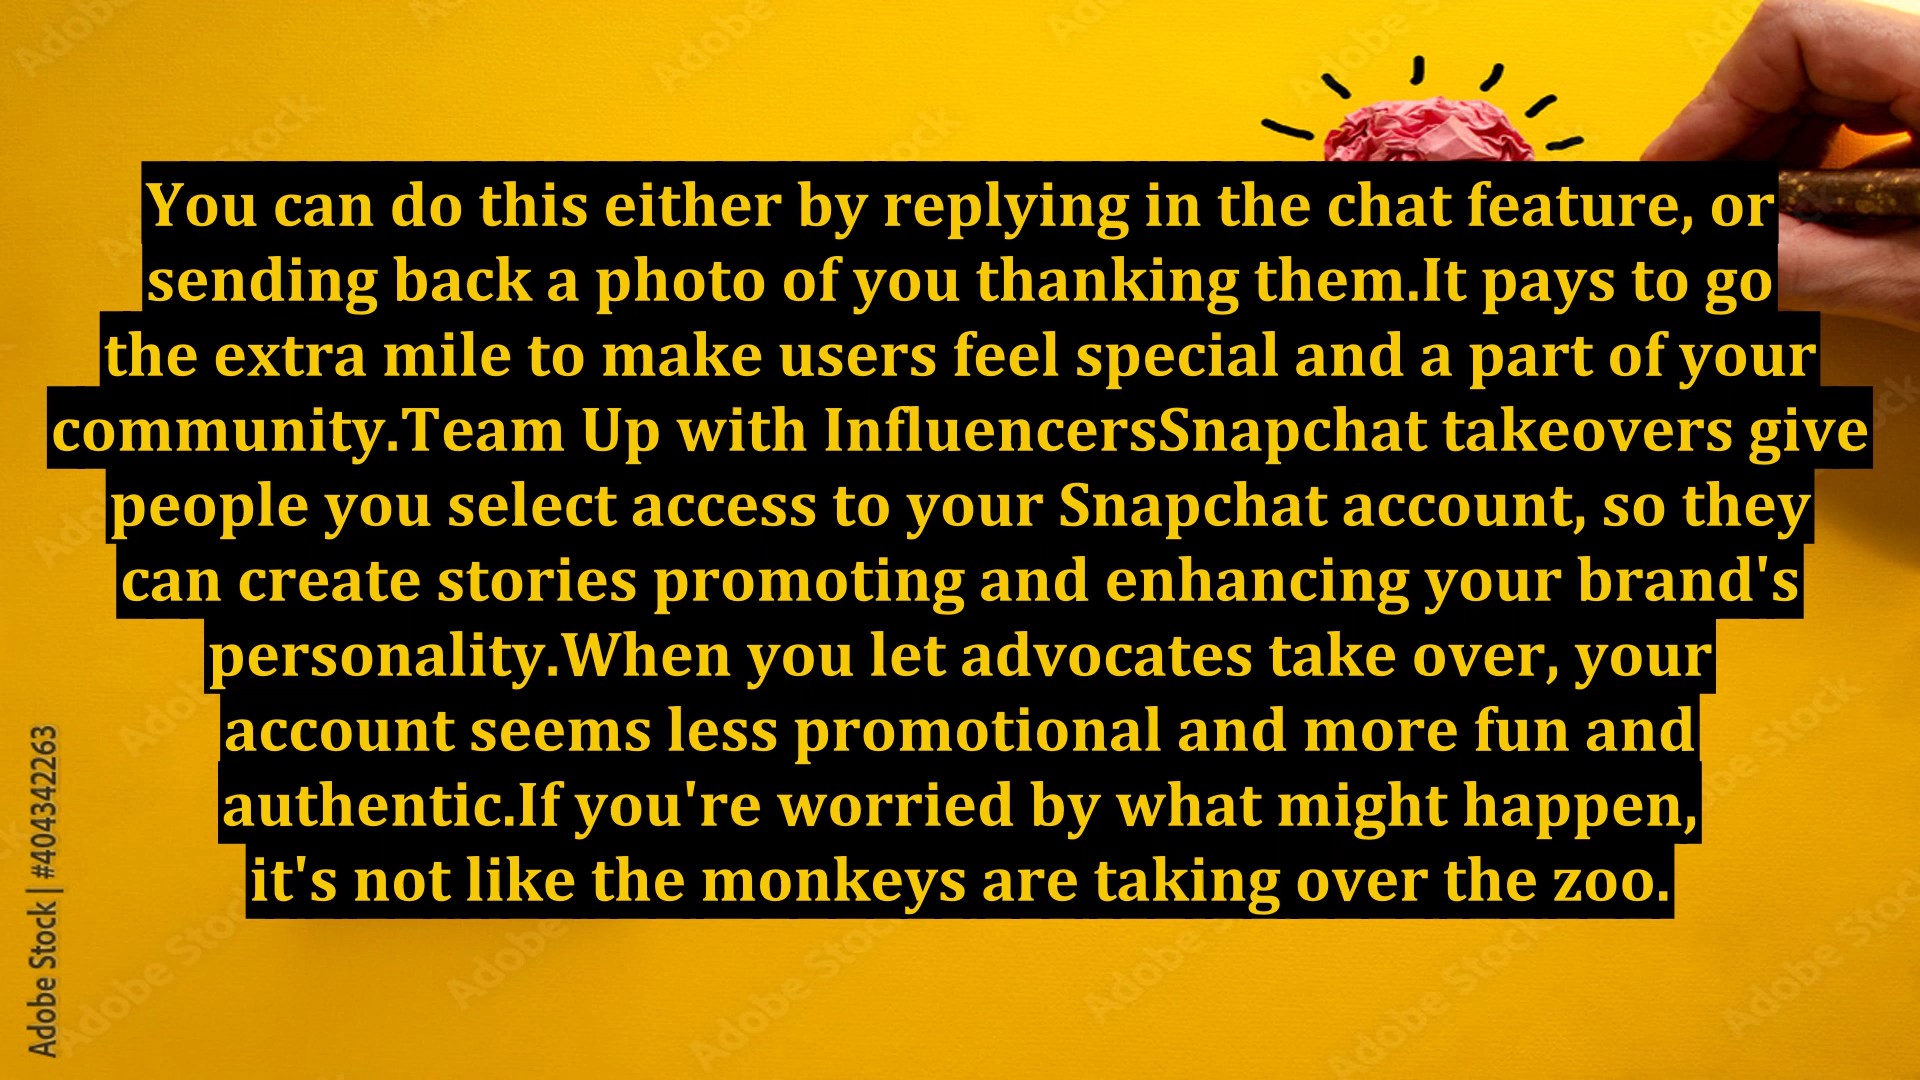 You can do this either by replying in the chat feature, or
sending back a photo of you thanking them.It pays to go
the extra mile to make users feel special and a part of your
community.Team Up with InfluencersSnapchat takeovers give
people you select access to your Snapchat account, so they
can create stories promoting and enhancing your brand's
personality.When you let advocates take over, your
account seems less promotional and more fun and
authentic.If you're worried by what might happen,
it's not like the monkeys are taking over the zoo.
Adobe Stock | #404342263